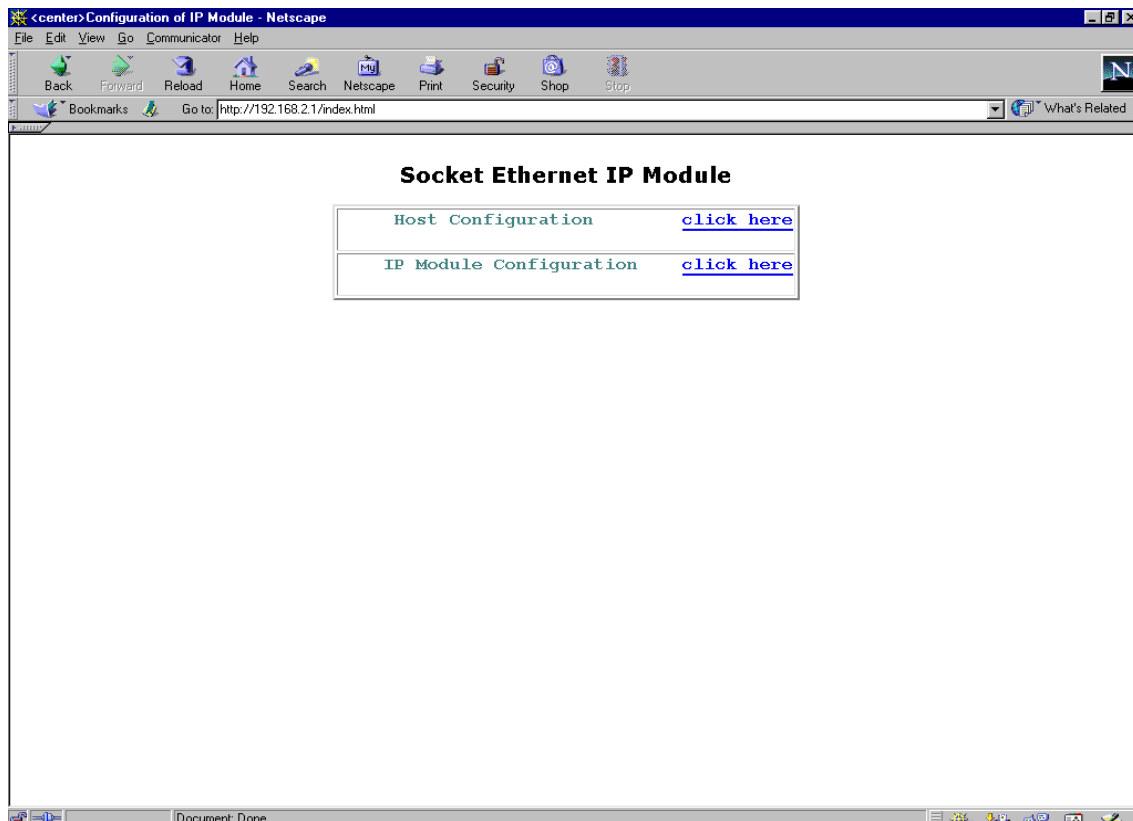 <center>Configuration of IP Module - Netscape
File Edit View Go Communicator Help
My
Back Forward Reload Home Search Netscape Print Security Shop Stop
N
Bookmarks Go to: http://192.168.2.1/index.html What's Related
Socket Ethernet IP Module
Host Configuration click here
IP Module Configuration click here
Document: Done